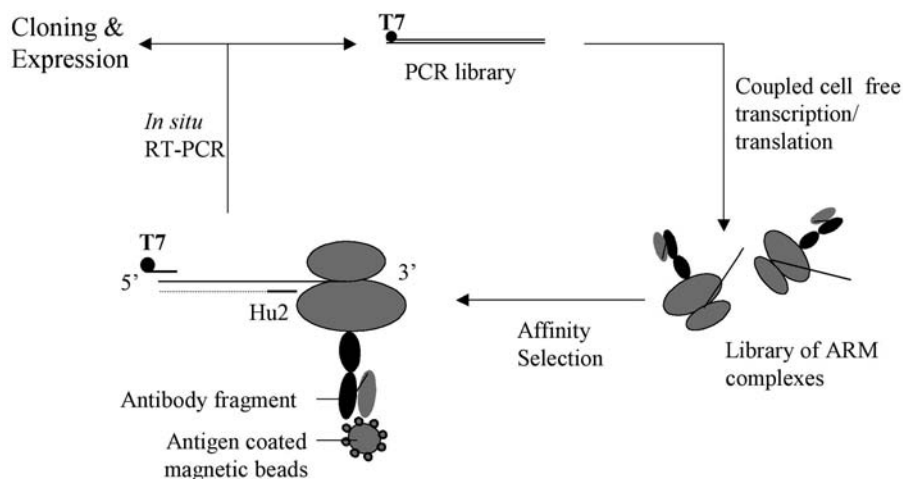 Cloning &
Expression
T7
PCR library
Coupled cell free
transcription/
translation
In situ
RT-PCR
T7
5’
3’
Hu2
Affinity
Selection
Library of ARM
complexes
Antibody fragment
Antigen coated
magnetic beads